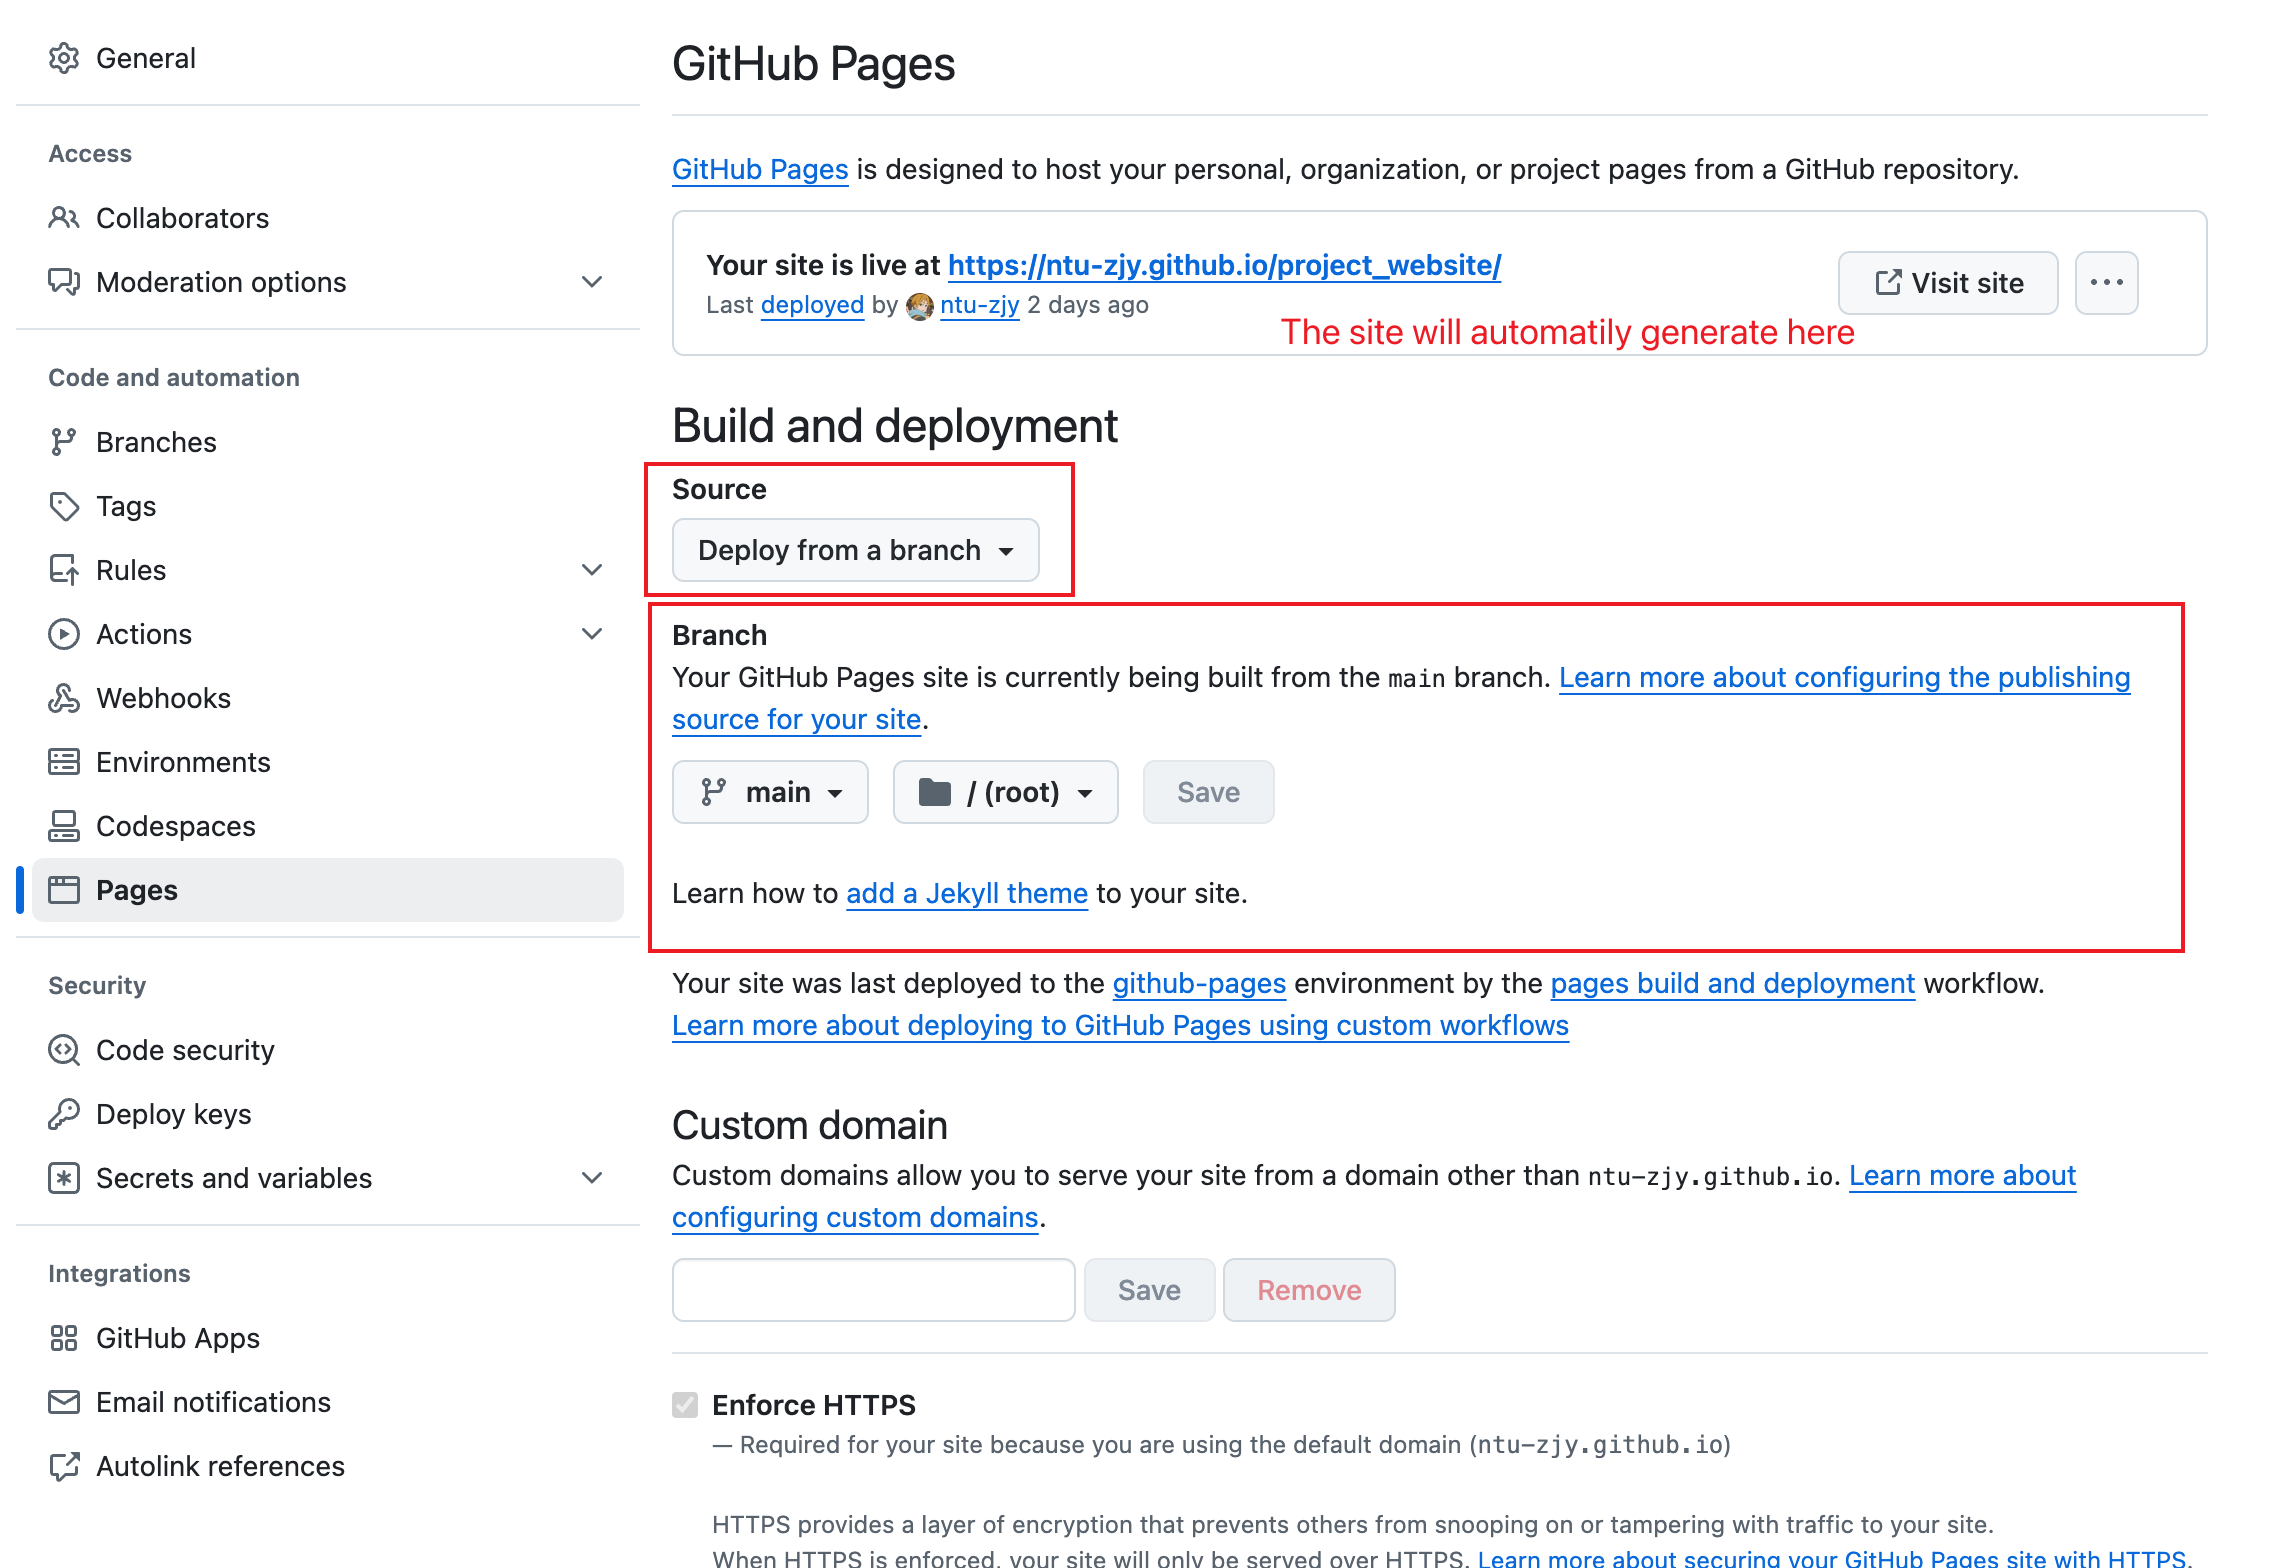 General
Access
Collaborators
Moderation options
Code and automation
Branches
Tags
Rules
Actions
Webhooks
Environments
Codespaces
Pages
Security
Code security
Deploy keys
Secrets and variables
Integrations
GitHub Apps
Email notifications
Autolink references
GitHub Pages
GitHub Pages is designed to host your personal, organization, or project pages from a GitHub repository.
Your site is live at https://ntu-zjy.github.io/project_website/
Last deployed by ntu-zjy 2 days ago
Visit site
The site will automatily generate here
Build and deployment
Source
Deploy from a branch
Branch
Your GitHub Pages site is currently being built from the main branch. Learn more about configuring the publishing
source for your site.
main / (root) Save
Learn how to add a Jekyll theme to your site.
Your site was last deployed to the github-pages environment by the pages build and deployment workflow.
Learn more about deploying to GitHub Pages using custom workflows
Custom domain
Custom domains allow you to serve your site from a domain other than ntu-zjy.github.io. Learn more about
configuring custom domains.
Save Remove
Enforce HTTPS
— Required for your site because you are using the default domain (ntu-zjy.github.io)
HTTPS provides a layer of encryption that prevents others from snooping on or tampering with traffic to your site.
When HTTPS is enforced, your site will only be served over HTTPS. Learn more about securing your GitHub Pages site with HTTPS.